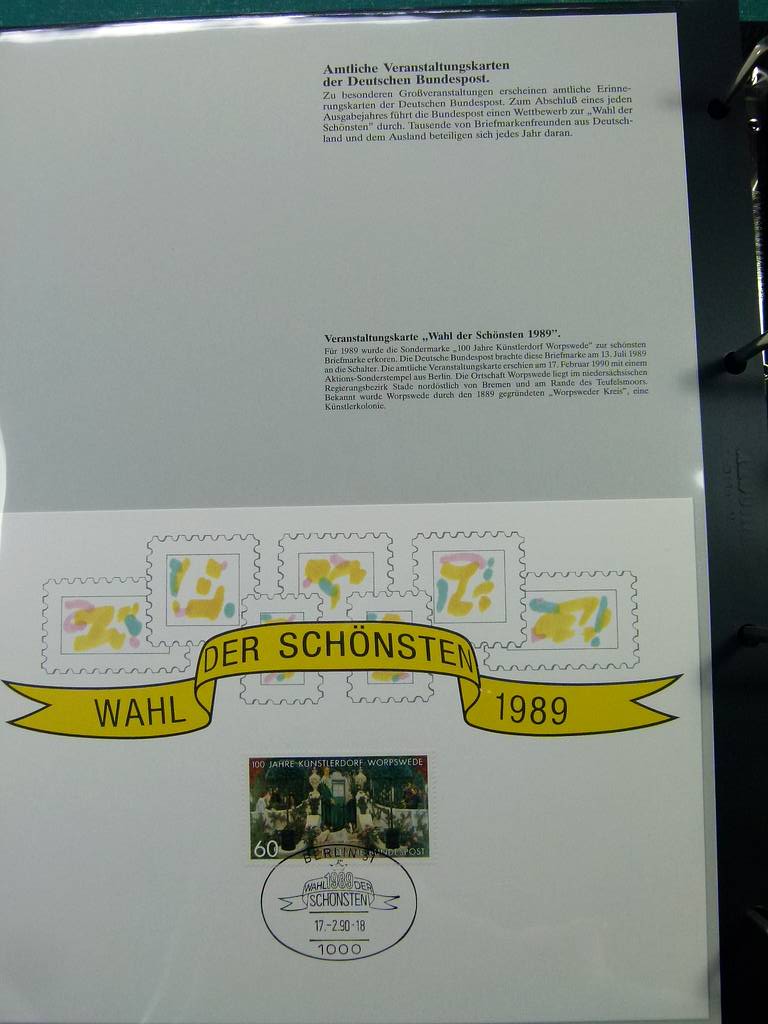 Amtliche Veranstaltungskarten
der Deutschen Bundespost.
Zu besonderen Großveranstaltungen erscheinen amtliche Erinne-
rungskarten der Deutschen Bundespost. Zum Abschluß eines jeden
Ausgabejahres führt die Bundespost einen Wettbewerb zur „Wahl der
Schönsten" durch. Tausende von Briefmarkenfreunden aus Deutsch-
land und dem Ausland beteiligen sich jedes Jahr daran.
Veranstaltungskarte „Wahl der Schönsten 1989".
Für 1989 wurde die Sondermarke „100 Jahre Künstlerdorf Worpswede" zur schönsten
Briefmarke erkoren. Die Deutsche Bundespost brachte diese Briefmarke am 13. Juli 1989
an die Schalter. Die amtliche Veranstaltungskarte erschien am 17. Februar 1990 mit einem
Aktions-Sonderstempel aus Berlin. Die Ortschaft Worpswede liegt im niedersächsischen
Regierungsbezirk Stade nordöstlich von Bremen und am Rande des Teufelsmoors.
Bekannt wurde Worpswede durch den 1889 gegründeten „Worpsweder Kreis", eine
Künstlerkolonie.
WAHL DER SCHÖNSTEN 1989
100 JAHRE KÜNSTLERDORF WORPSWEDE
60
BUNDESPOST
BERLIN
WAHL 1989 DER
SCHÖNSTEN
17.-2.90-18
1000